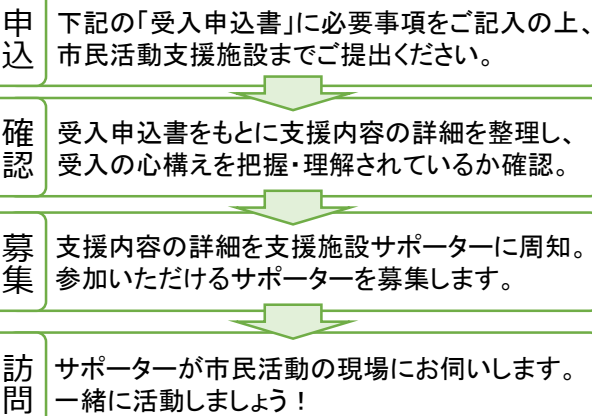 申込
下記の「受入申込書」に必要事項をご記入の上、
市民活動支援施設までご提出ください。
確認
受入申込書をもとに支援内容の詳細を整理し、
受入の心構えを把握・理解されているか確認。
募集
支援内容の詳細を支援施設サポーターに周知。
参加いただけるサポーターを募集します。
訪問
サポーターが市民活動の現場にお伺いします。
一緒に活動しましょう！